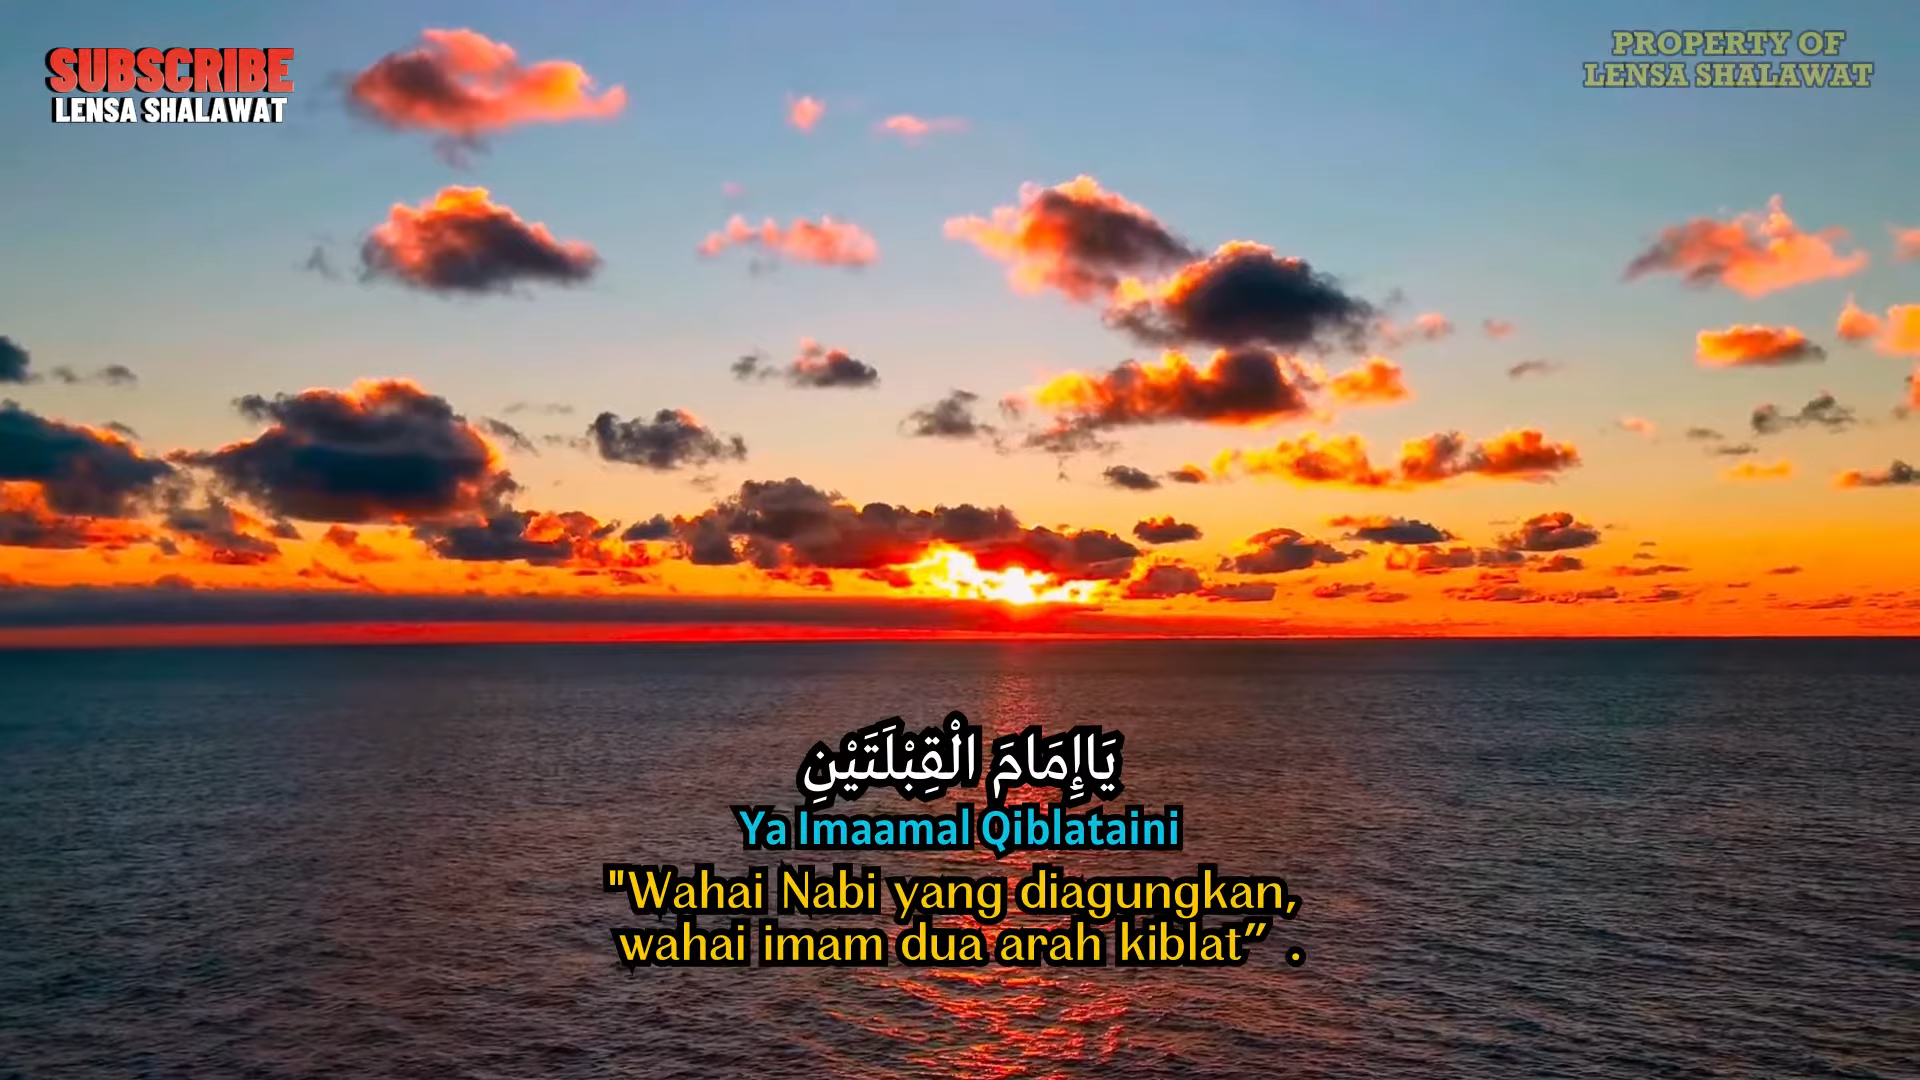 SUBSCRIBE
LENSA SHALAWAT
PROPERTY OF
LENSA SHALAWAT
يَاإِمَامَ الْقِبْلَتَيْنِ
Ya Imaamal Qiblataini
"Wahai Nabi yang diagungkan,
wahai imam dua arah kiblat” .